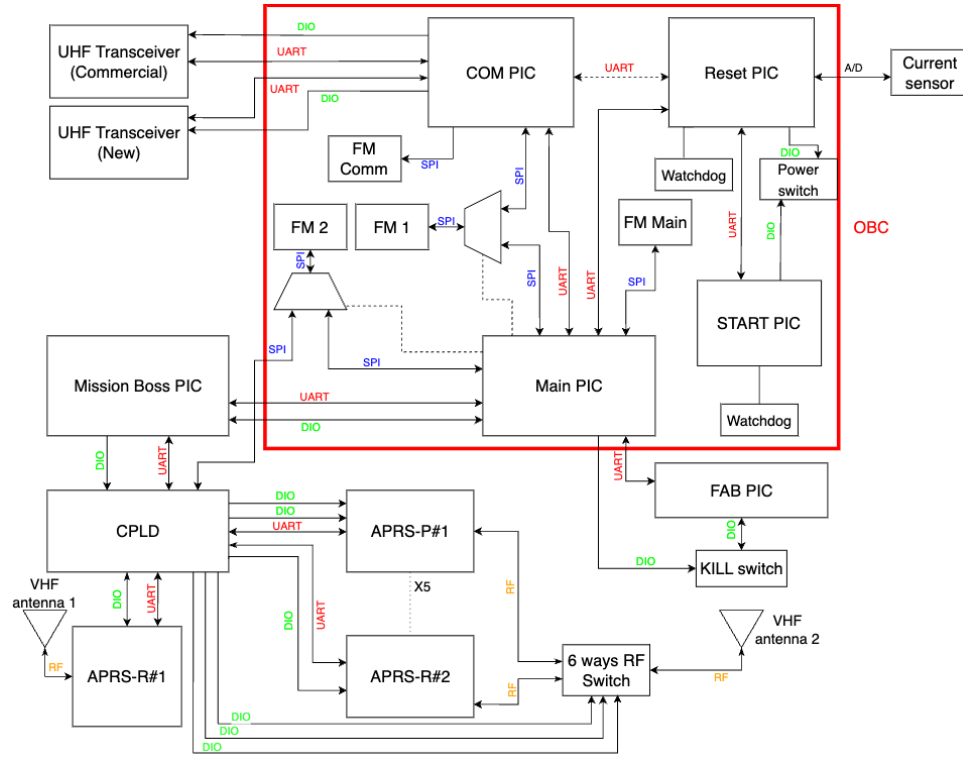 DIO
UHF Transceiver
(Commercial)
UART
COM PIC
UART
Reset PIC
A/D
Current
sensor
UART
DIO
UHF Transceiver
(New)
FM
Comm
SPI
SPI
Watchdog
DIO
Power
switch
FM 2
FM 1
SPI
FM Main
OBC
UART
DIO
SPI
SPI
UART
UART
SPI
START PIC
SPI
SPI
Mission Boss PIC
Main PIC
UART
DIO
Watchdog
DIO
UART
UART
FAB PIC
DIO
DIO
UART
CPLD
APRS-P#1
DIO
DIO
KILL switch
X5
VHF
antenna 1
DIO
UART
RF
DIO
UART
VHF
antenna 2
RF
APRS-R#1
APRS-R#2
RF
6 ways RF
Switch
RF
DIO
DIO
DIO